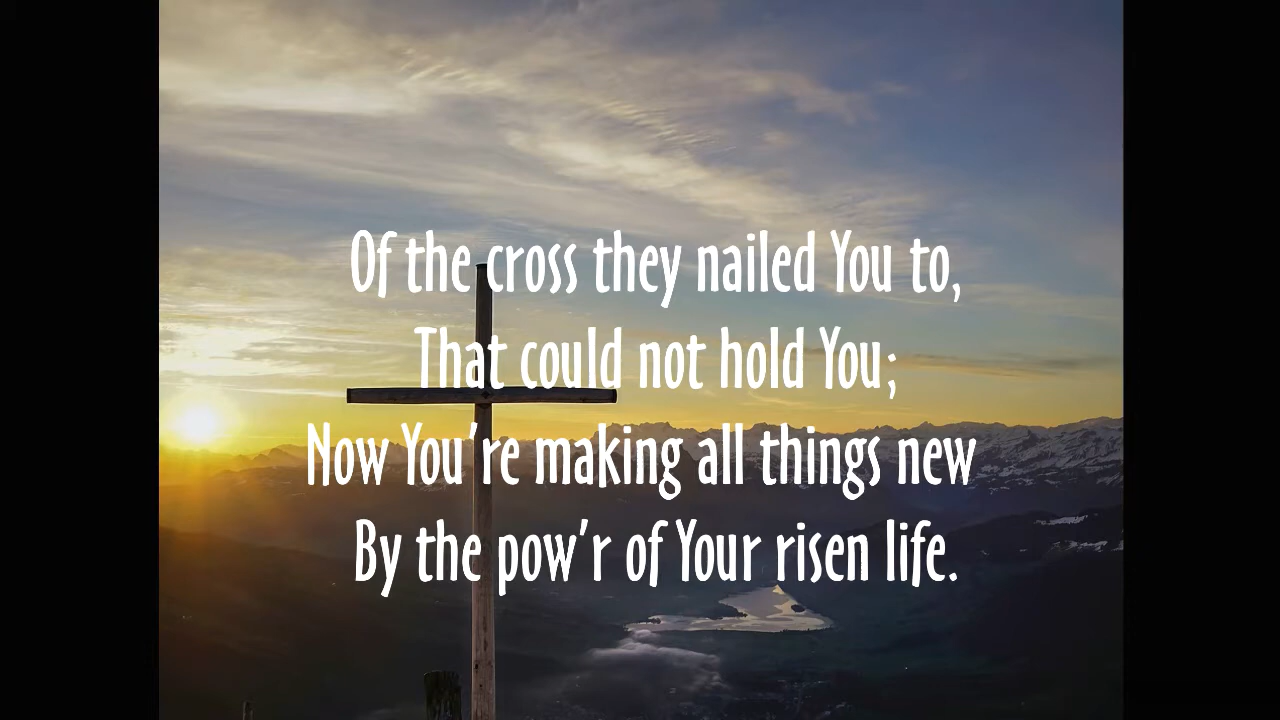 Of the cross they nailed You to,
That could not hold You;
Now You're making all things new
By the pow'r of Your risen life.